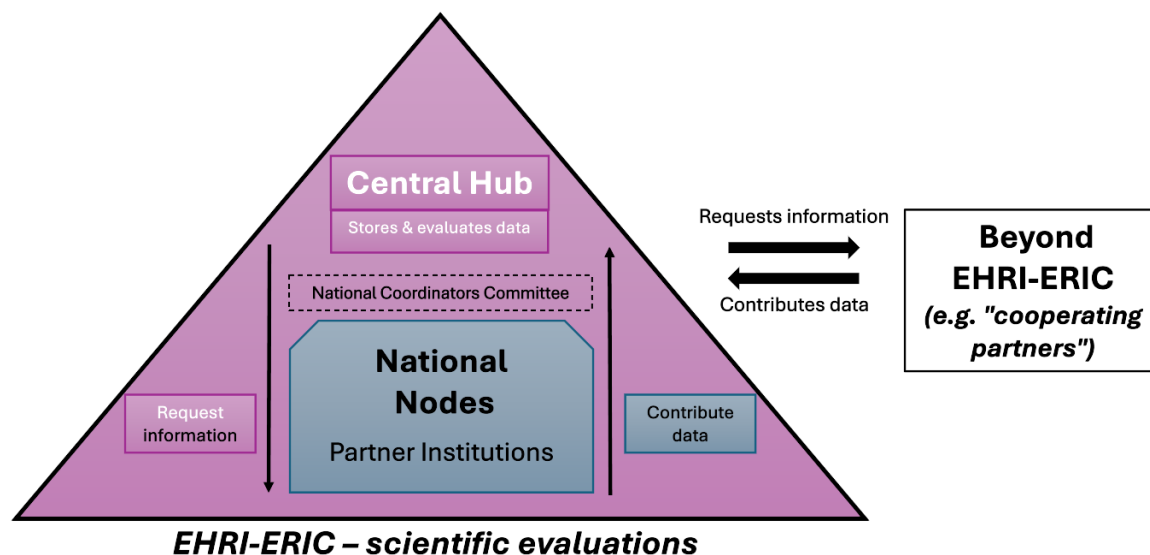 Central Hub
Stores & evaluates data
National Coordinators Committee
National
Nodes
Partner Institutions
Request
information
Contribute
data
Requests information
Contributes data
Beyond
EHRI-ERIC
(e.g. "cooperating
partners")
EHRI-ERIC – scientific evaluations